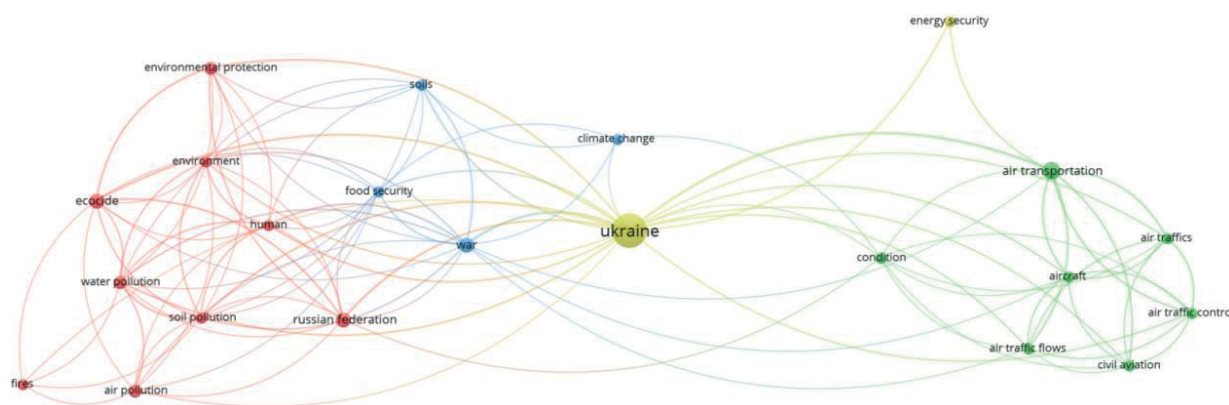 energy security
environmental protection
soils
climate change
environment
air transportation
food security
ecocide
human
ukraine
air traffics
war
condition
aircraft
water pollution
soil pollution
russian federation
air traffic control
air traffic flows
civil aviation
fires
air pollution